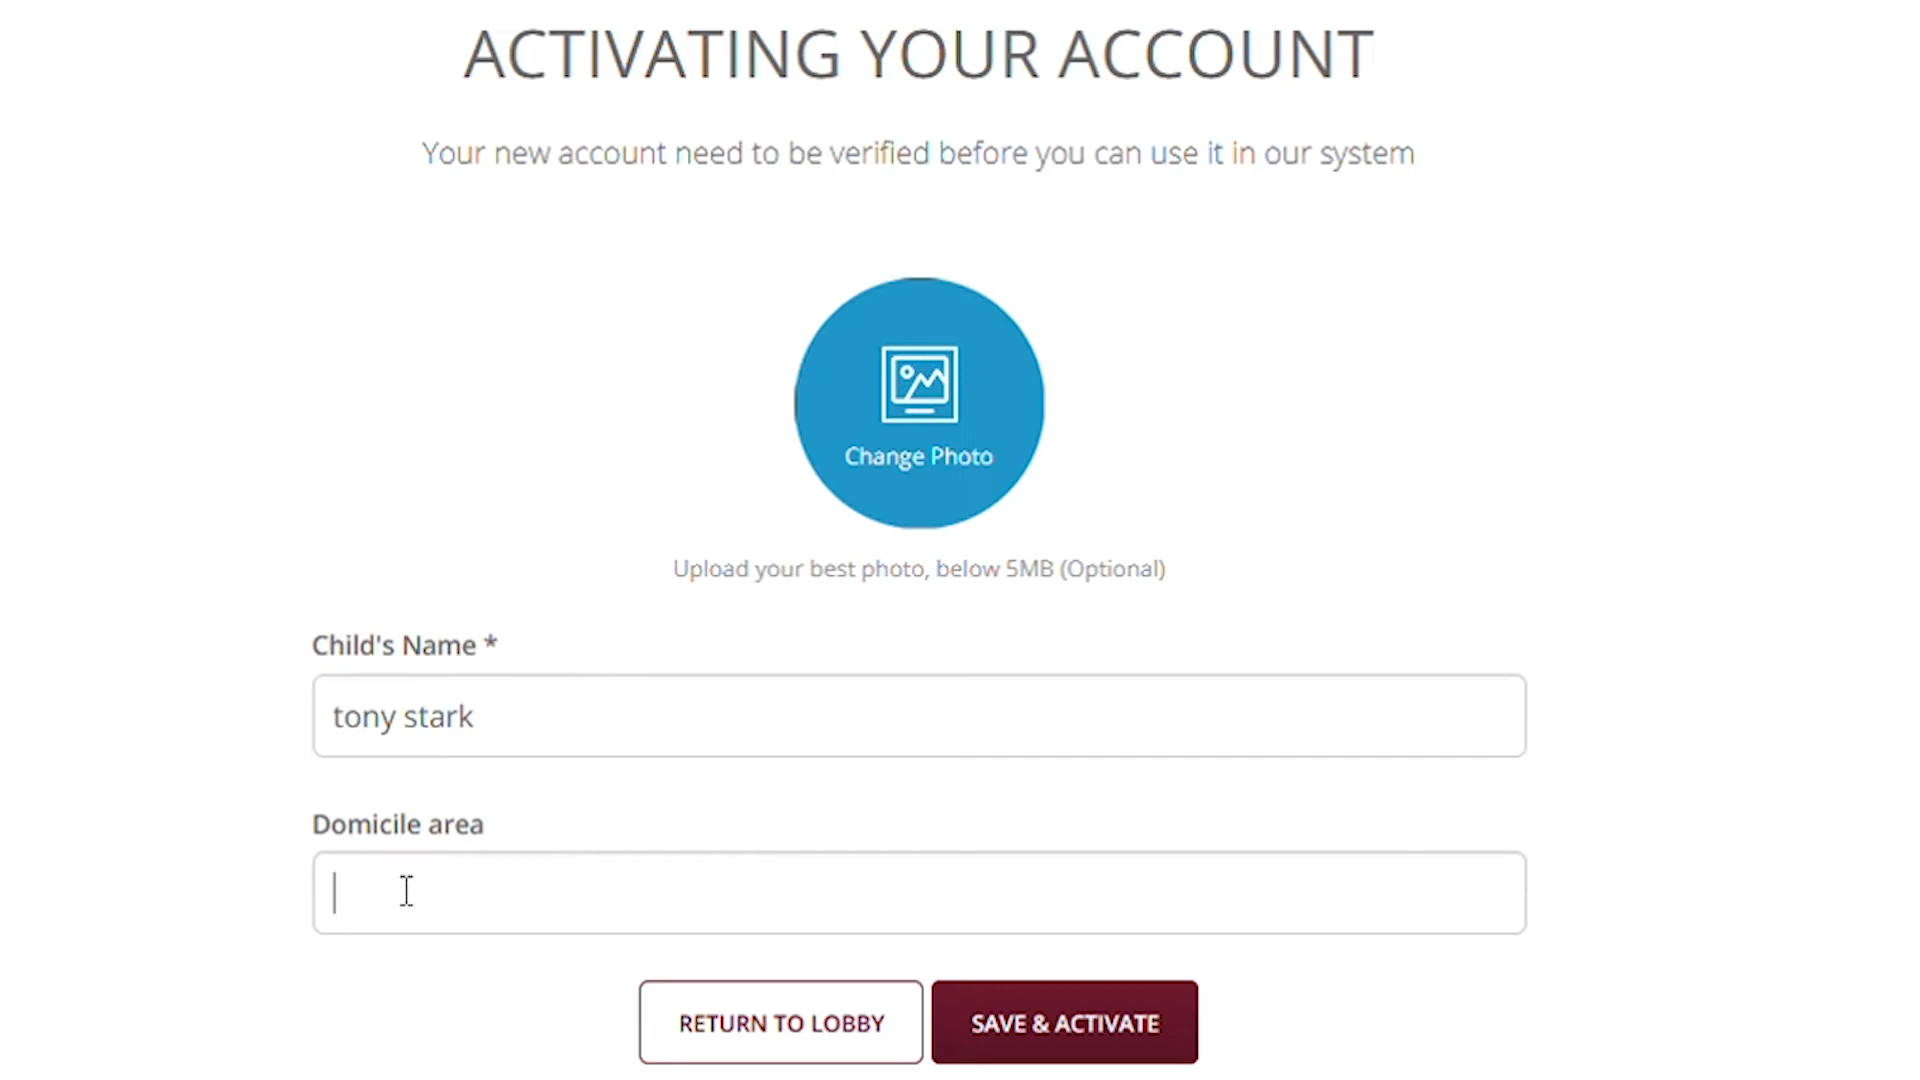 ACTIVATING YOUR ACCOUNT
Your new account need to be verified before you can use it in our system
Change Photo
Upload your best photo, below 5MB (Optional)
Child's Name *
tony stark
Domicile area
RETURN TO LOBBY
SAVE & ACTIVATE